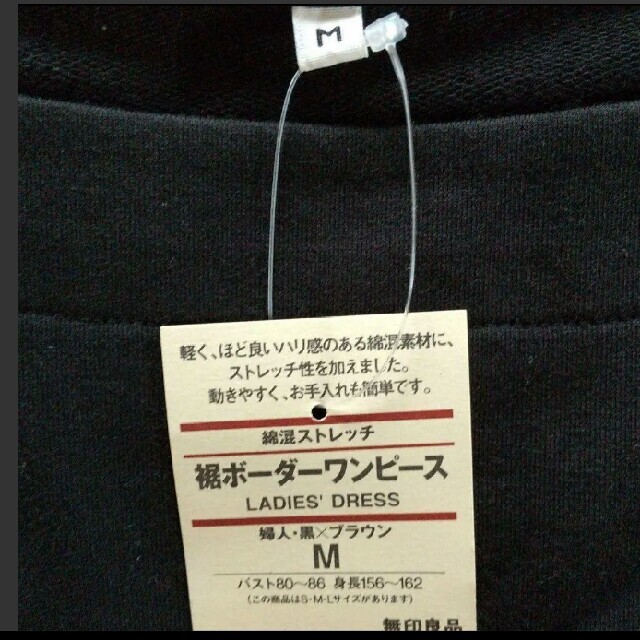 M
軽く、ほど良いハリ感のある綿混素材に、
ストレッチ性を加えました。
動きやすく、お手入れも簡単です。
綿混ストレッチ
裾ボーダーワンピース
LADIES' DRESS
婦人・黒×ブラウン
M
バスト80〜86 身長156〜162
(この商品はS・M・Lサイズがあります)
無印良品